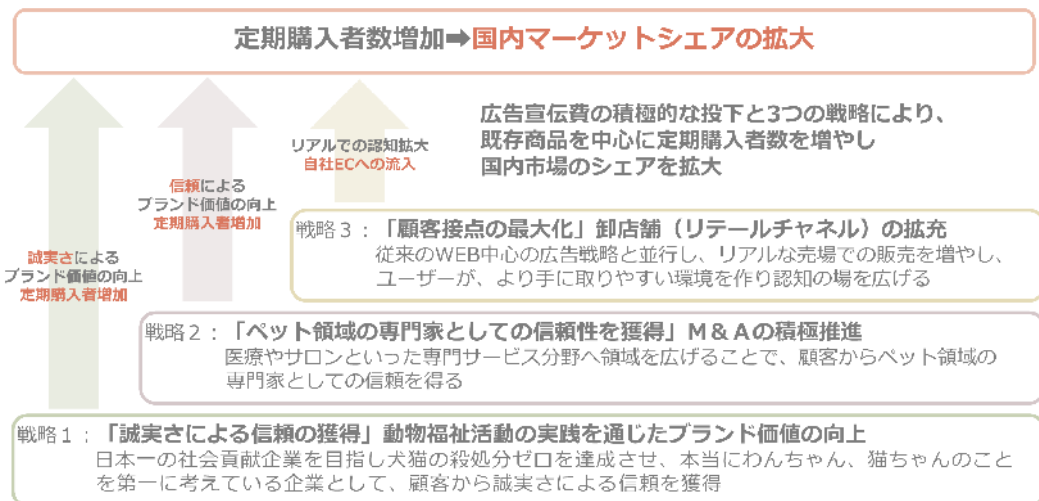 定期購入者数増加➡国内マーケットシェアの拡大
広告宣伝費の積極的な投下と3つの戦略により、
既存商品を中心に定期購入者数を増やし
国内市場のシェアを拡大
リアルでの認知拡大
自社ECへの流入
信頼による
ブランド価値の向上
定期購入者増加
誠実さによる
ブランド価値の向上
定期購入者増加
戦略3：「顧客接点の最大化」卸店舗（リテールチャネル）の拡充
従来のWEB中心の広告戦略と並行し、リアルな売場での販売を増やし、
ユーザーが、より手に取りやすい環境を作り認知の場を広げる
戦略2：「ペット領域の専門家としての信頼性を獲得」M＆Aの積極推進
医療やサロンといった専門サービス分野へ領域を広げることで、顧客からペット領域の
専門家としての信頼を得る
戦略1：「誠実さによる信頼の獲得」動物福祉活動の実践を通じたブランド価値の向上
日本一の社会貢献企業を目指し犬猫の殺処分ゼロを達成させ、本当にわんちゃん、猫ちゃんのこと
を第一に考えている企業として、顧客から誠実さによる信頼を獲得